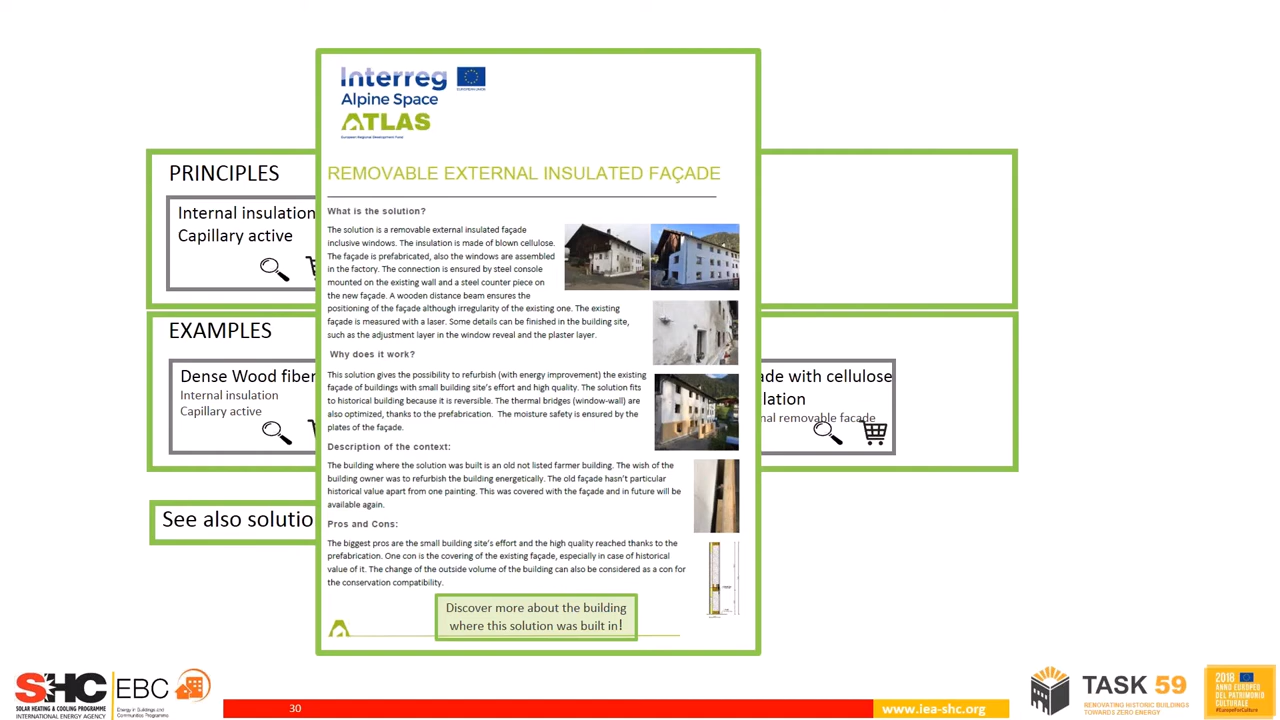 Interreg
EUROPEAN UNION
Alpine Space
ATLAS
European Regional Development Fund
PRINCIPLES
Internal insulation
Capillary active
REMOVABLE EXTERNAL INSULATED FAÇADE
What is the solution?
The solution is a removable external insulated façade
inclusive windows. The insulation is made of blown cellulose.
The façade is prefabricated, also the windows are assembled
in the factory. The connection is ensured by steel console
mounted on the existing wall and a steel counter piece on
the new façade. A wooden distance beam ensures the
positioning of the façade although irregularity of the existing one. The existing
façade is measured with a laser. Some details can be finished in the building site,
such as the adjustment layer in the window reveal and the plaster layer.
Why does it work?
This solution gives the possibility to refurbish (with energy improvement) the existing
façade of buildings with small building site's effort and high quality. The solution fits
to historical building because it is reversible. The thermal bridges (window-wall) are
also optimized, thanks to the prefabrication. The moisture safety is ensured by the
plates of the façade.
Description of the context:
The building where the solution was built is an old not listed farmer building. The wish of the
building owner was to refurbish the building energetically. The old façade hasn't particular
historical value apart from one painting. This was covered with the façade and in future will be
available again.
Pros and Cons:
The biggest pros are the small building site's effort and the high quality reached thanks to the
prefabrication. One con is the covering of the existing façade, especially in case of historical
value of it. The change of the outside volume of the building can also be considered as a con for
the conservation compatibility.
Discover more about the building
where this solution was built in!
EXAMPLES
Dense Wood fiber
Internal insulation
Capillary active
ade with cellulose
lation
nal removable facade
See also solutio
SHC
SOLAR HEATING & COOLING PROGRAMME
INTERNATIONAL ENERGY AGENCY
EBC
Energy in Buildings and
Communities Programme
30
www.iea-shc.org
TASK 59
RENOVATING HISTORIC BUILDINGS
TOWARDS ZERO ENERGY
2018
ANNO EUROPEO
DEL PATRIMONIO
CULTURALE
#EuropeForCulture